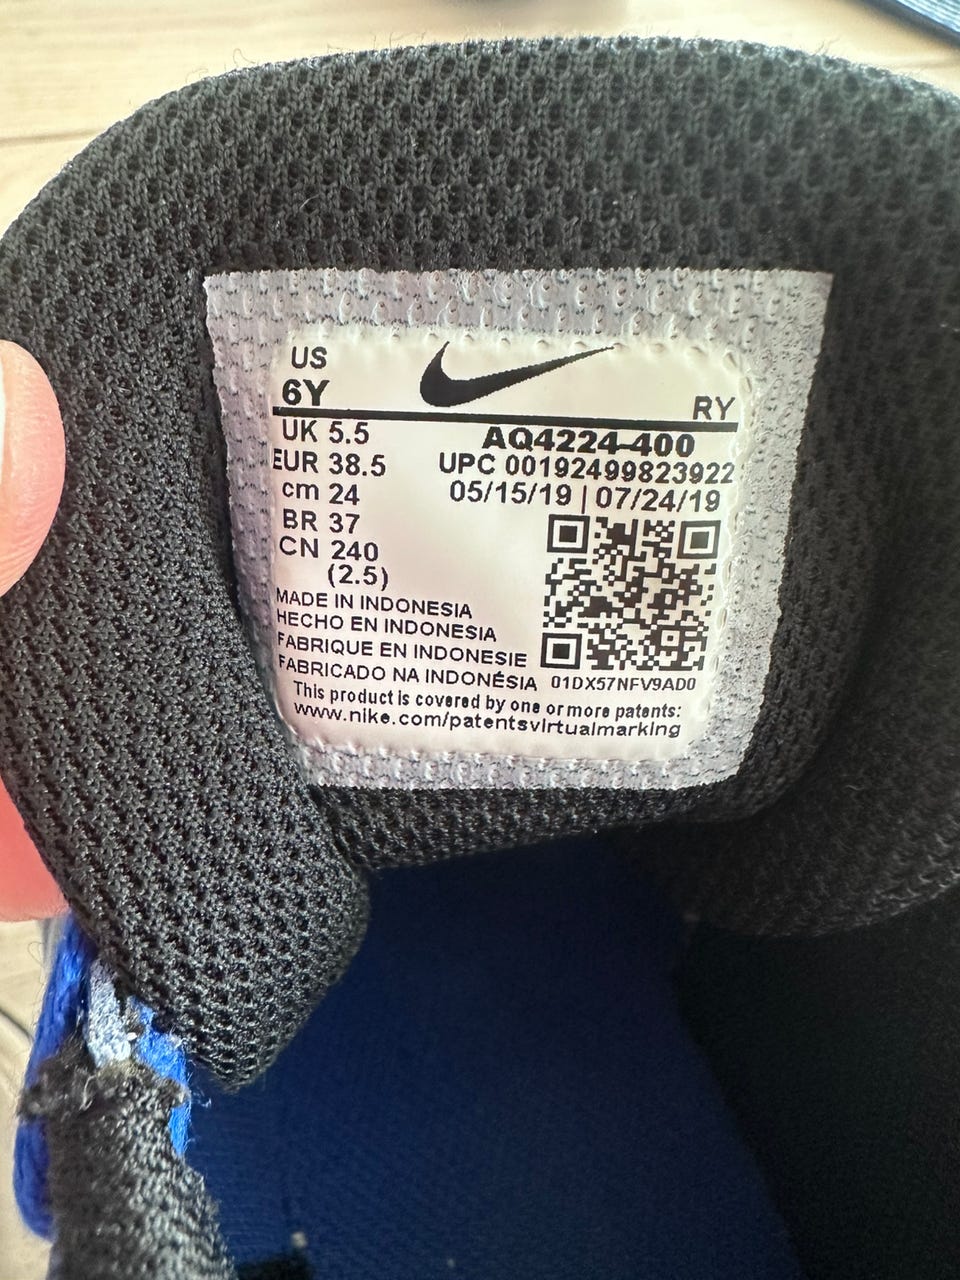 US
6Y
RY
UK 5.5
EUR 38.5
cm 24
BR 37
CN 240
(2.5)
AQ4224-400
UPC 00192499823922
05/15/19 | 07/24/19
MADE IN INDONESIA
HECHO EN INDONESIA
FABRIQUE EN INDONESIE
FABRICADO NA INDONÉSIA
01DX57NFV9AD0
This product is covered by one or more patents:
www.nike.com/patentsvirtualmarking